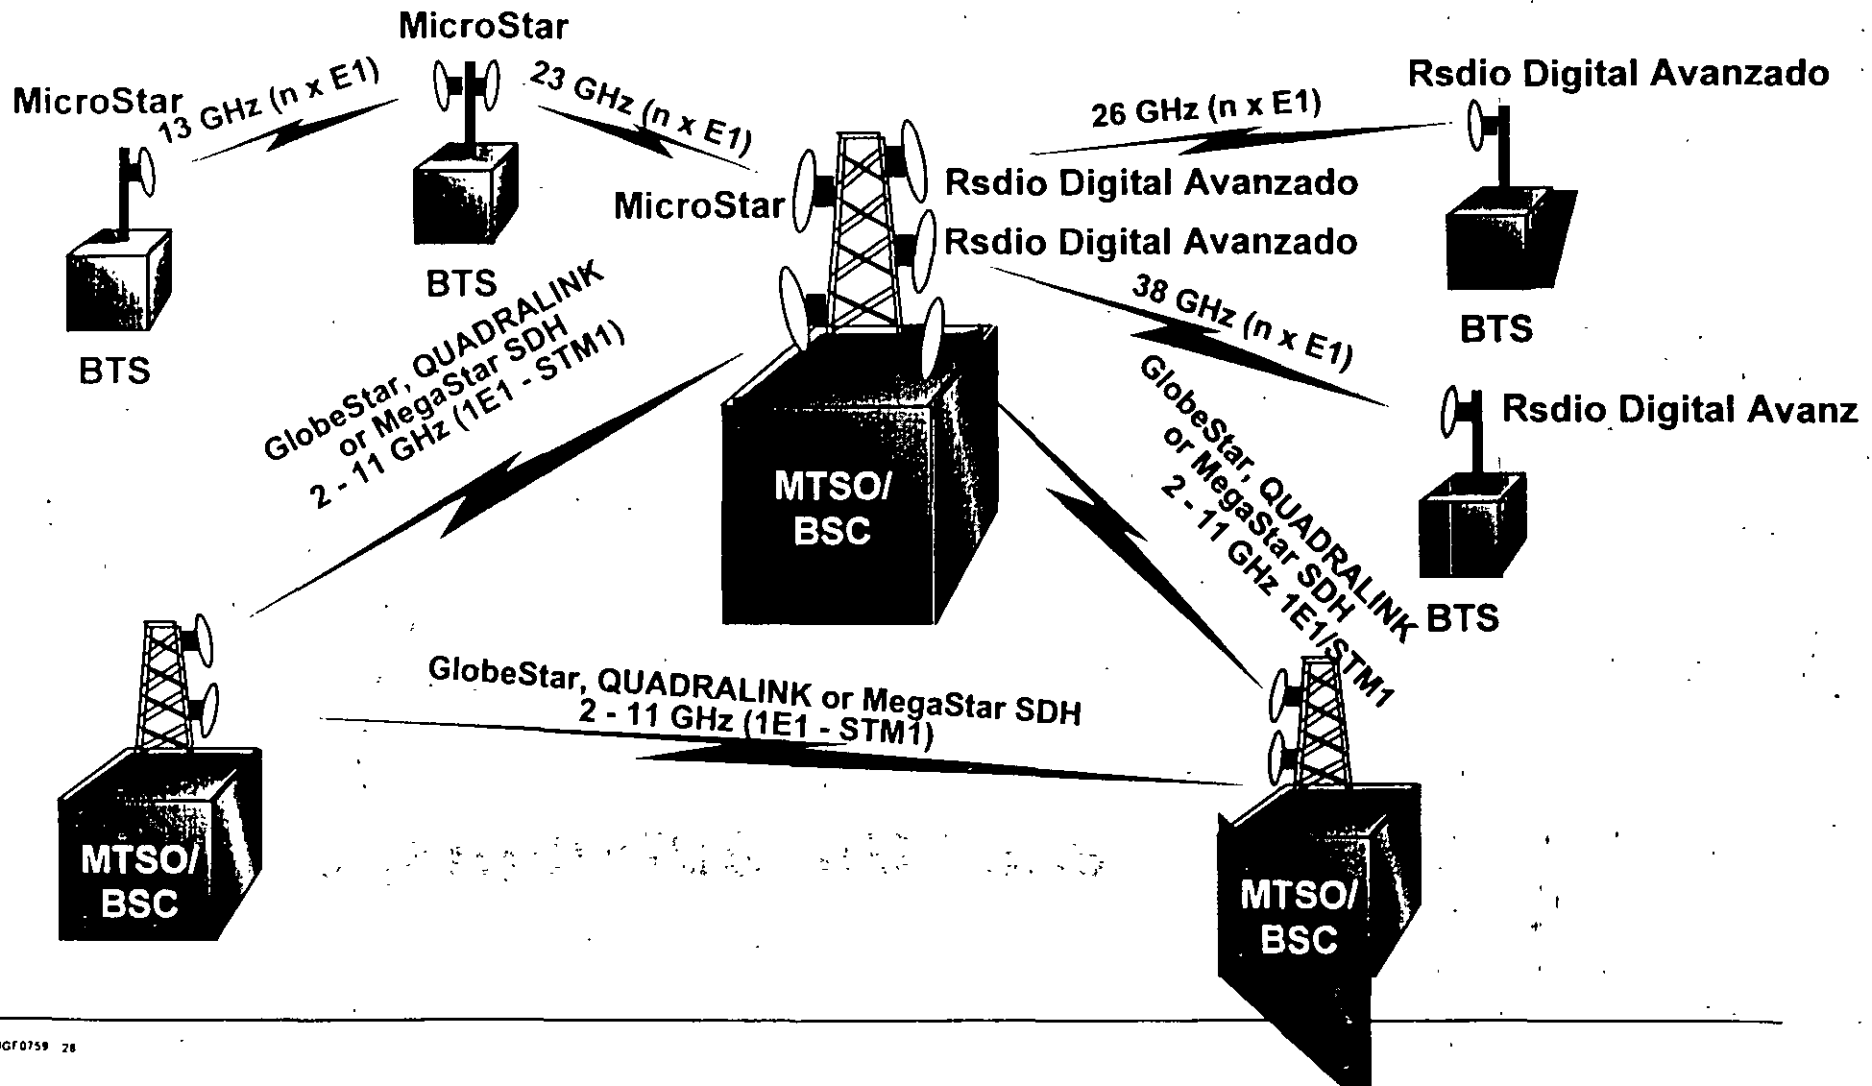 MicroStar
MicroStar
13 GHz (n x E1)
23 GHz (n x E1)
Rsdio Digital Avanzado
26 GHz (n x E1)
MicroStar
Rsdio Digital Avanzado
Rsdio Digital Avanzado
BTS
BTS
BTS
38 GHz (n x E1)
GlobeStar, QUADRALINK
or MegaStar SDH
2 - 11 GHz (1E1 - STM1)
Rsdio Digital Avanz
BTS
MTSO/
BSC
GlobeStar, QUADRALINK
or MegaStar SDH
2 - 11 GHz 1E1/STM1
GlobeStar, QUADRALINK or MegaStar SDH
2 - 11 GHz (1E1 - STM1)
MTSO/
BSC
MTSO/
BSC
GF0759 28